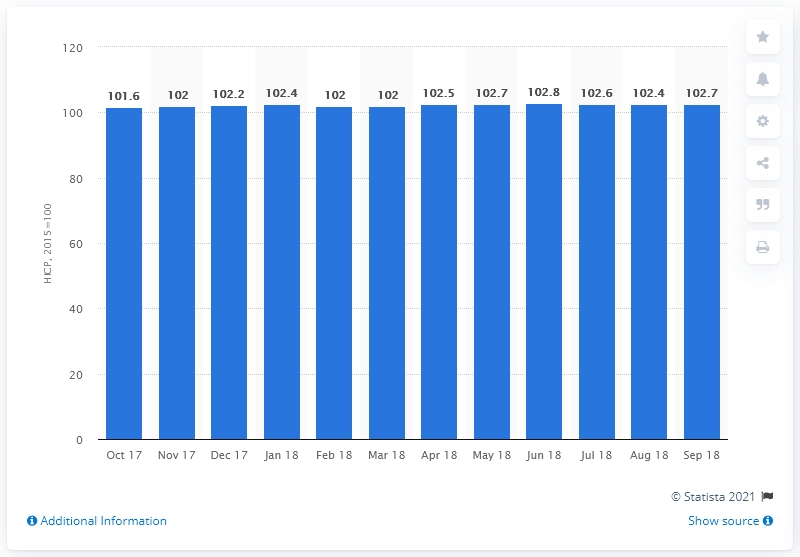 120
100
80
60
40
20
0
HICP, 2015=100
101.6 102 102.2 102.4 102 102 102.5 102.7 102.8 102.6 102.4 102.7
Oct 17 Nov 17 Dec 17 Jan 18 Feb 18 Mar 18 Apr 18 May 18 Jun 18 Jul 18 Aug 18 Sep 18
© Statista 2021
Additional Information
Show source